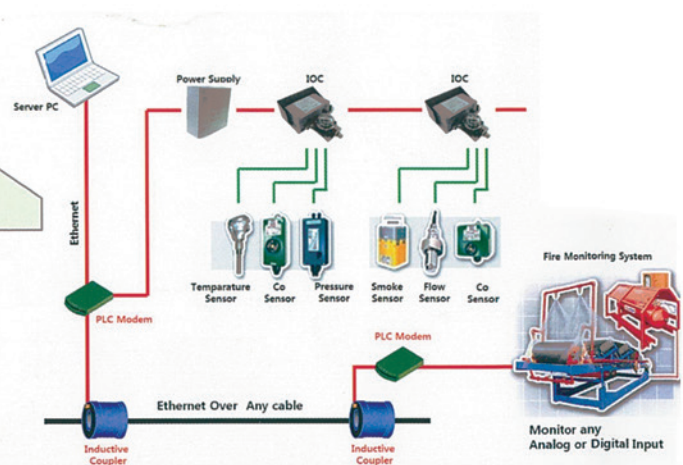 Server PC
Power Supply
IOC
IOC
Ethernet
Temparature
Sensor
Co
Sensor
Pressure
Sensor
Smoke
Sensor
Flow
Sensor
Co
Sensor
Fire Monitoring System
PLC Modem
PLC Modem
Ethernet Over Any cable
Inductive
Coupler
Inductive
Coupler
Monitor any
Analog or Digital Input